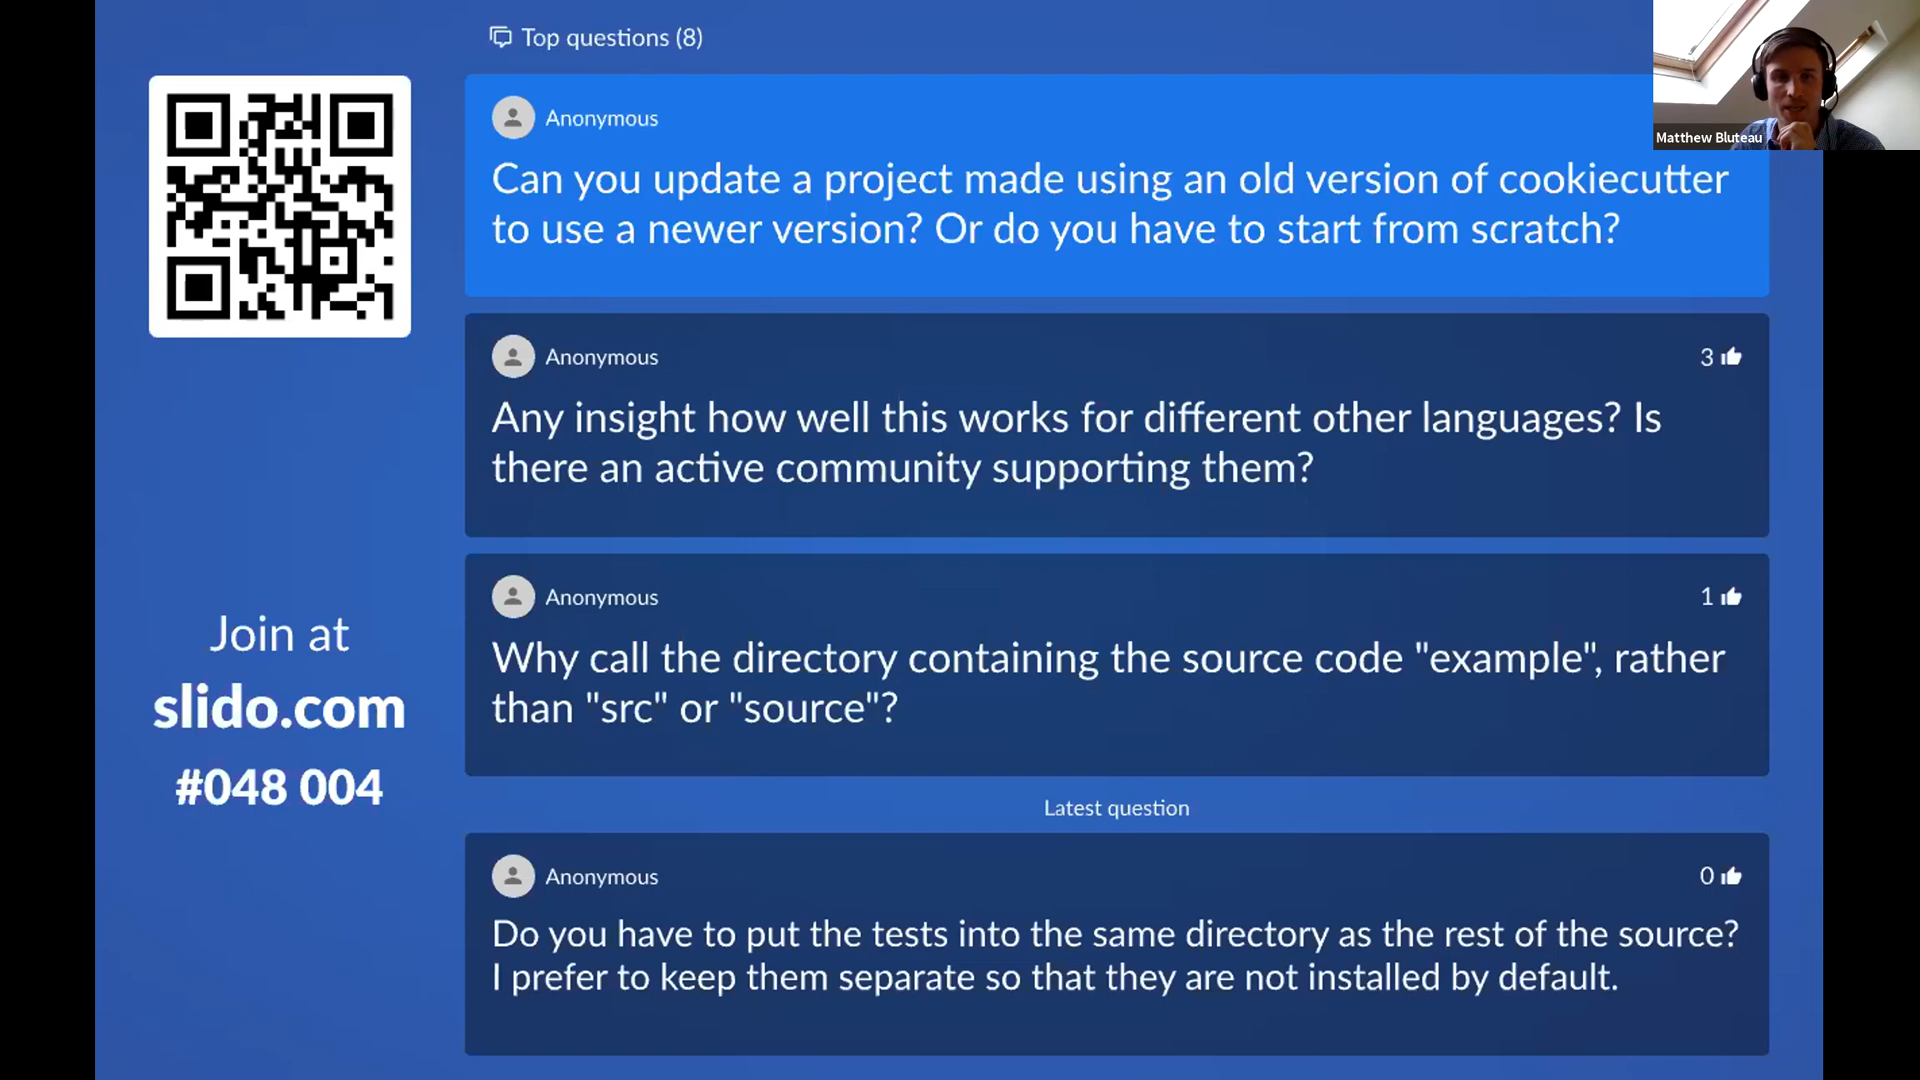 Top questions (8)
Anonymous
Can you update a project made using an old version of cookiecutter
to use a newer version? Or do you have to start from scratch?
Matthew Bluteau
Anonymous
3
Any insight how well this works for different other languages? Is
there an active community supporting them?
Anonymous
1
Why call the directory containing the source code "example", rather
than "src" or "source"?
Join at
slido.com
#048 004
Latest question
Anonymous
0
Do you have to put the tests into the same directory as the rest of the source?
I prefer to keep them separate so that they are not installed by default.